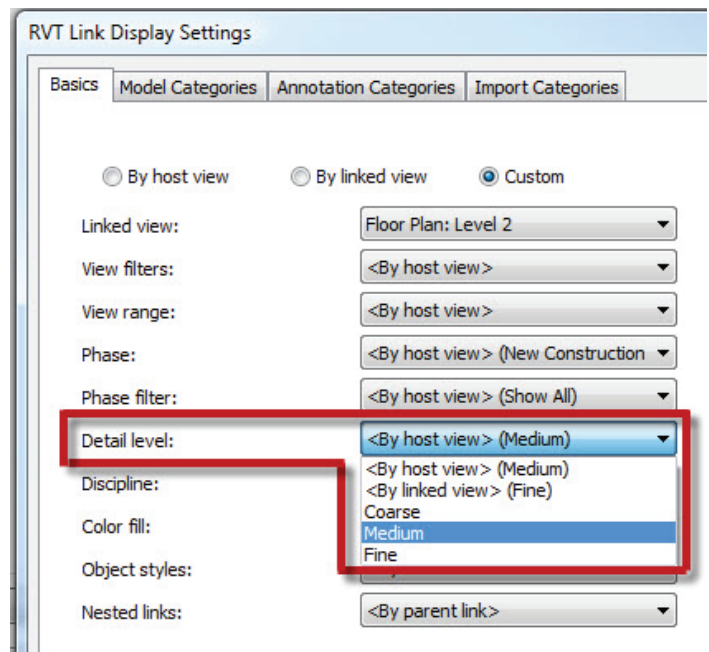 RVT Link Display Settings
Basics Model Categories Annotation Categories Import Categories
By host view By linked view Custom
Linked view: Floor Plan: Level 2
View filters: <By host view>
View range: <By host view>
Phase: <By host view> (New Construction
Phase filter: <By host view> (Show All)
Detail level: <By host view> (Medium)
<By host view> (Medium)
Discipline: <By linked view> (Fine)
Coarse
Color fill: Medium
Fine
Object styles:
Nested links: <By parent link>